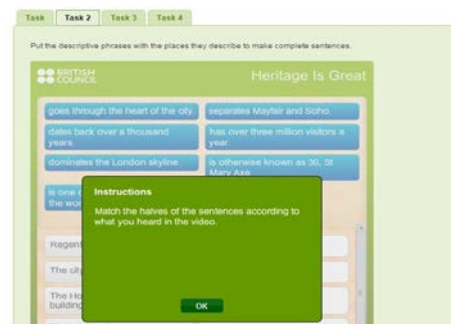 Task Task 2 Task 3 Task 4
Put the descriptive phrases with the places they describe to make complete sentences.
BRITISH
COUNCIL
Heritage Is Great
goes through the heart of the city
separates Mayfair and Soho.
dates back over a thousand
years.
has over three million visitors a
year.
dominates the London skyline
is otherwise known as 30, St
Mary Axe
is one
the wor
Instructions
Match the halves of the sentences according to
what you heard in the video.
Regent
The city
The Ho
building
OK